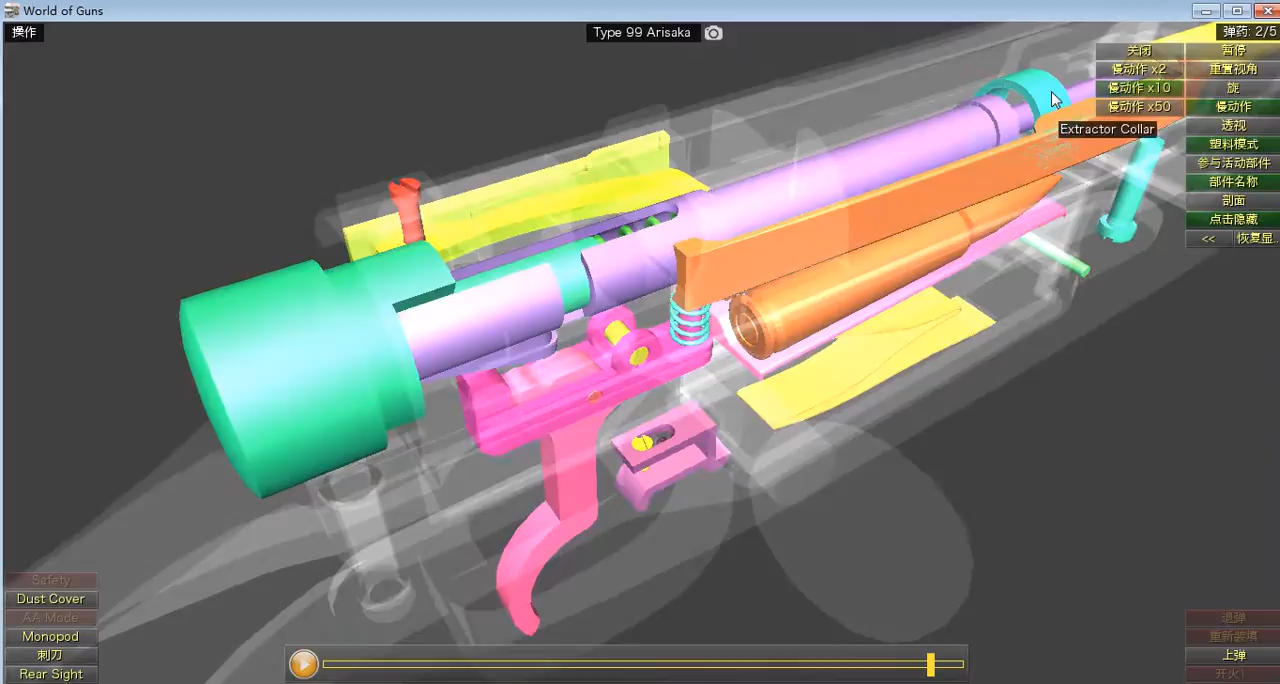 World of Guns
操作
Type 99 Arisaka
弹药: 2/5
关闭
暂停
慢动作 x2
重置视角
慢动作 x10
旋
慢动作 x50
慢动作
Extractor Collar
透视
塑料模式
参与活动部件
部件名称
剖面
点击隐藏
<<
恢复显..
Safety
Dust Cover
AA Mode
Monopod
刺刀
Rear Sight
退弹
重新装填
上弹
开火!